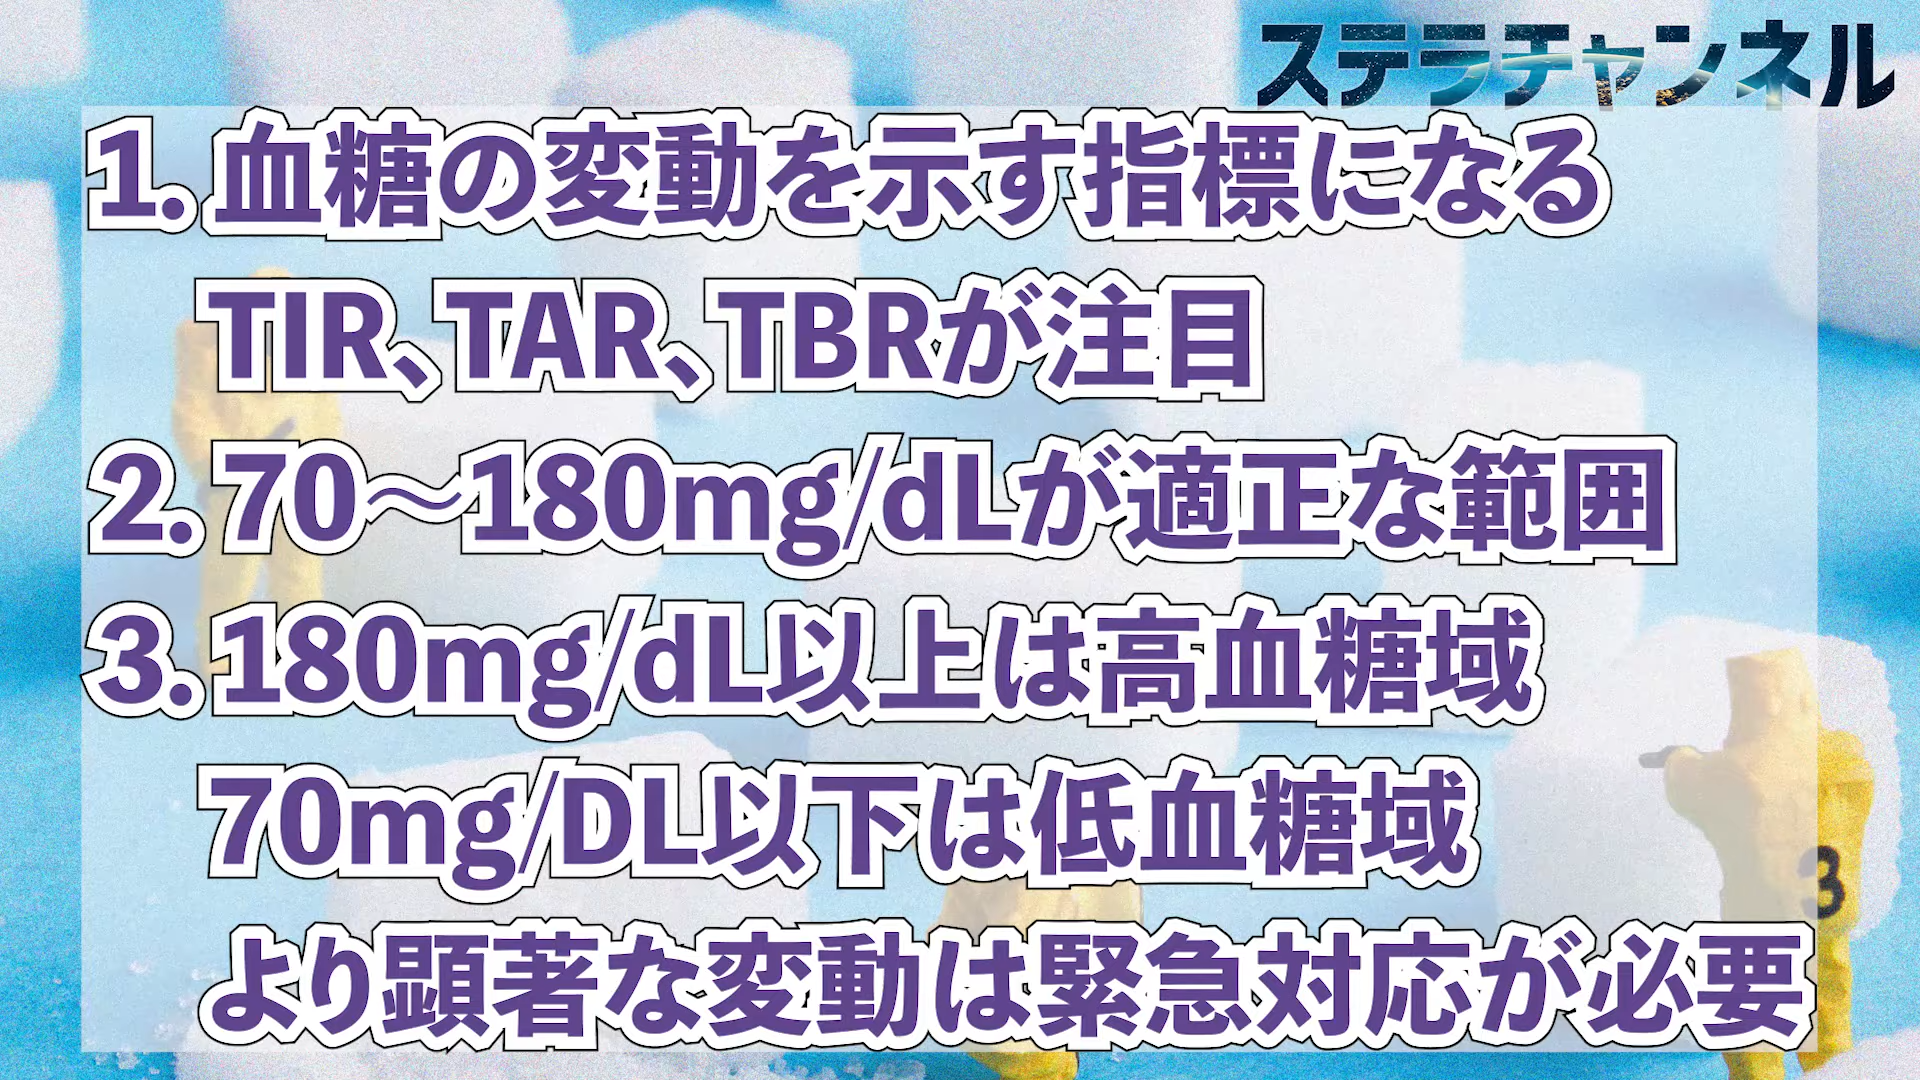 ステラチャンネル
1. 血糖の変動を示す指標になる
TIR、TAR、TBRが注目
2. 70～180mg/dLが適正な範囲
3. 180mg/dL以上は高血糖域
70mg/DL以下は低血糖域
より顕著な変動は緊急対応が必要
3